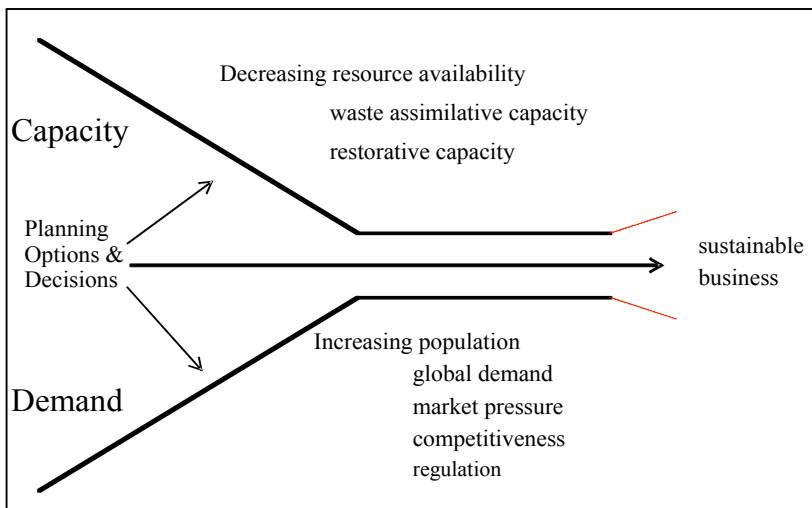 Decreasing resource availability
waste assimilative capacity
restorative capacity
Capacity
Planning
Options &
Decisions
sustainable
business
Demand
Increasing population
global demand
market pressure
competitiveness
regulation